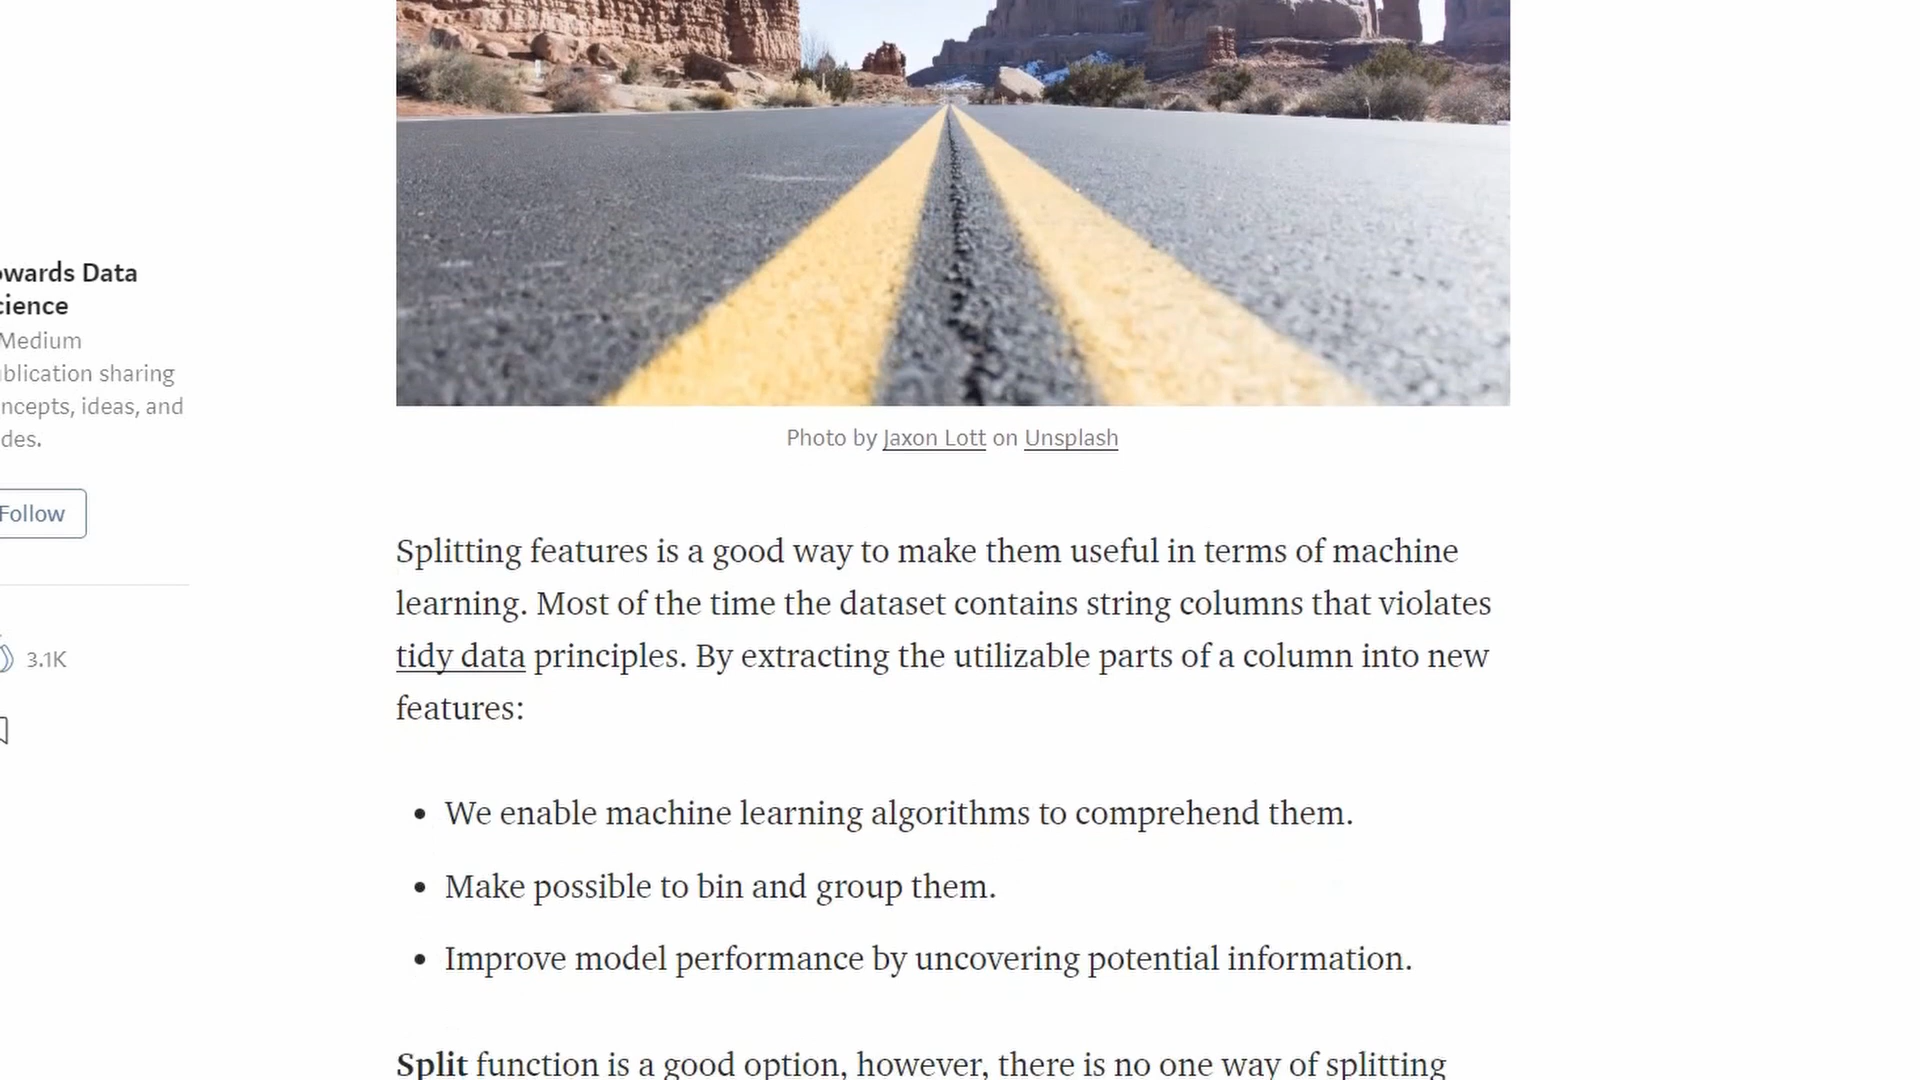 owards Data
cience
Medium
blication sharing
ncepts, ideas, and
des.
Follow
3.1K
Photo by Jaxon Lott on Unsplash
Splitting features is a good way to make them useful in terms of machine
learning. Most of the time the dataset contains string columns that violates
tidy data principles. By extracting the utilizable parts of a column into new
features:
• We enable machine learning algorithms to comprehend them.
• Make possible to bin and group them.
• Improve model performance by uncovering potential information.
Split function is a good option, however, there is no one way of splitting